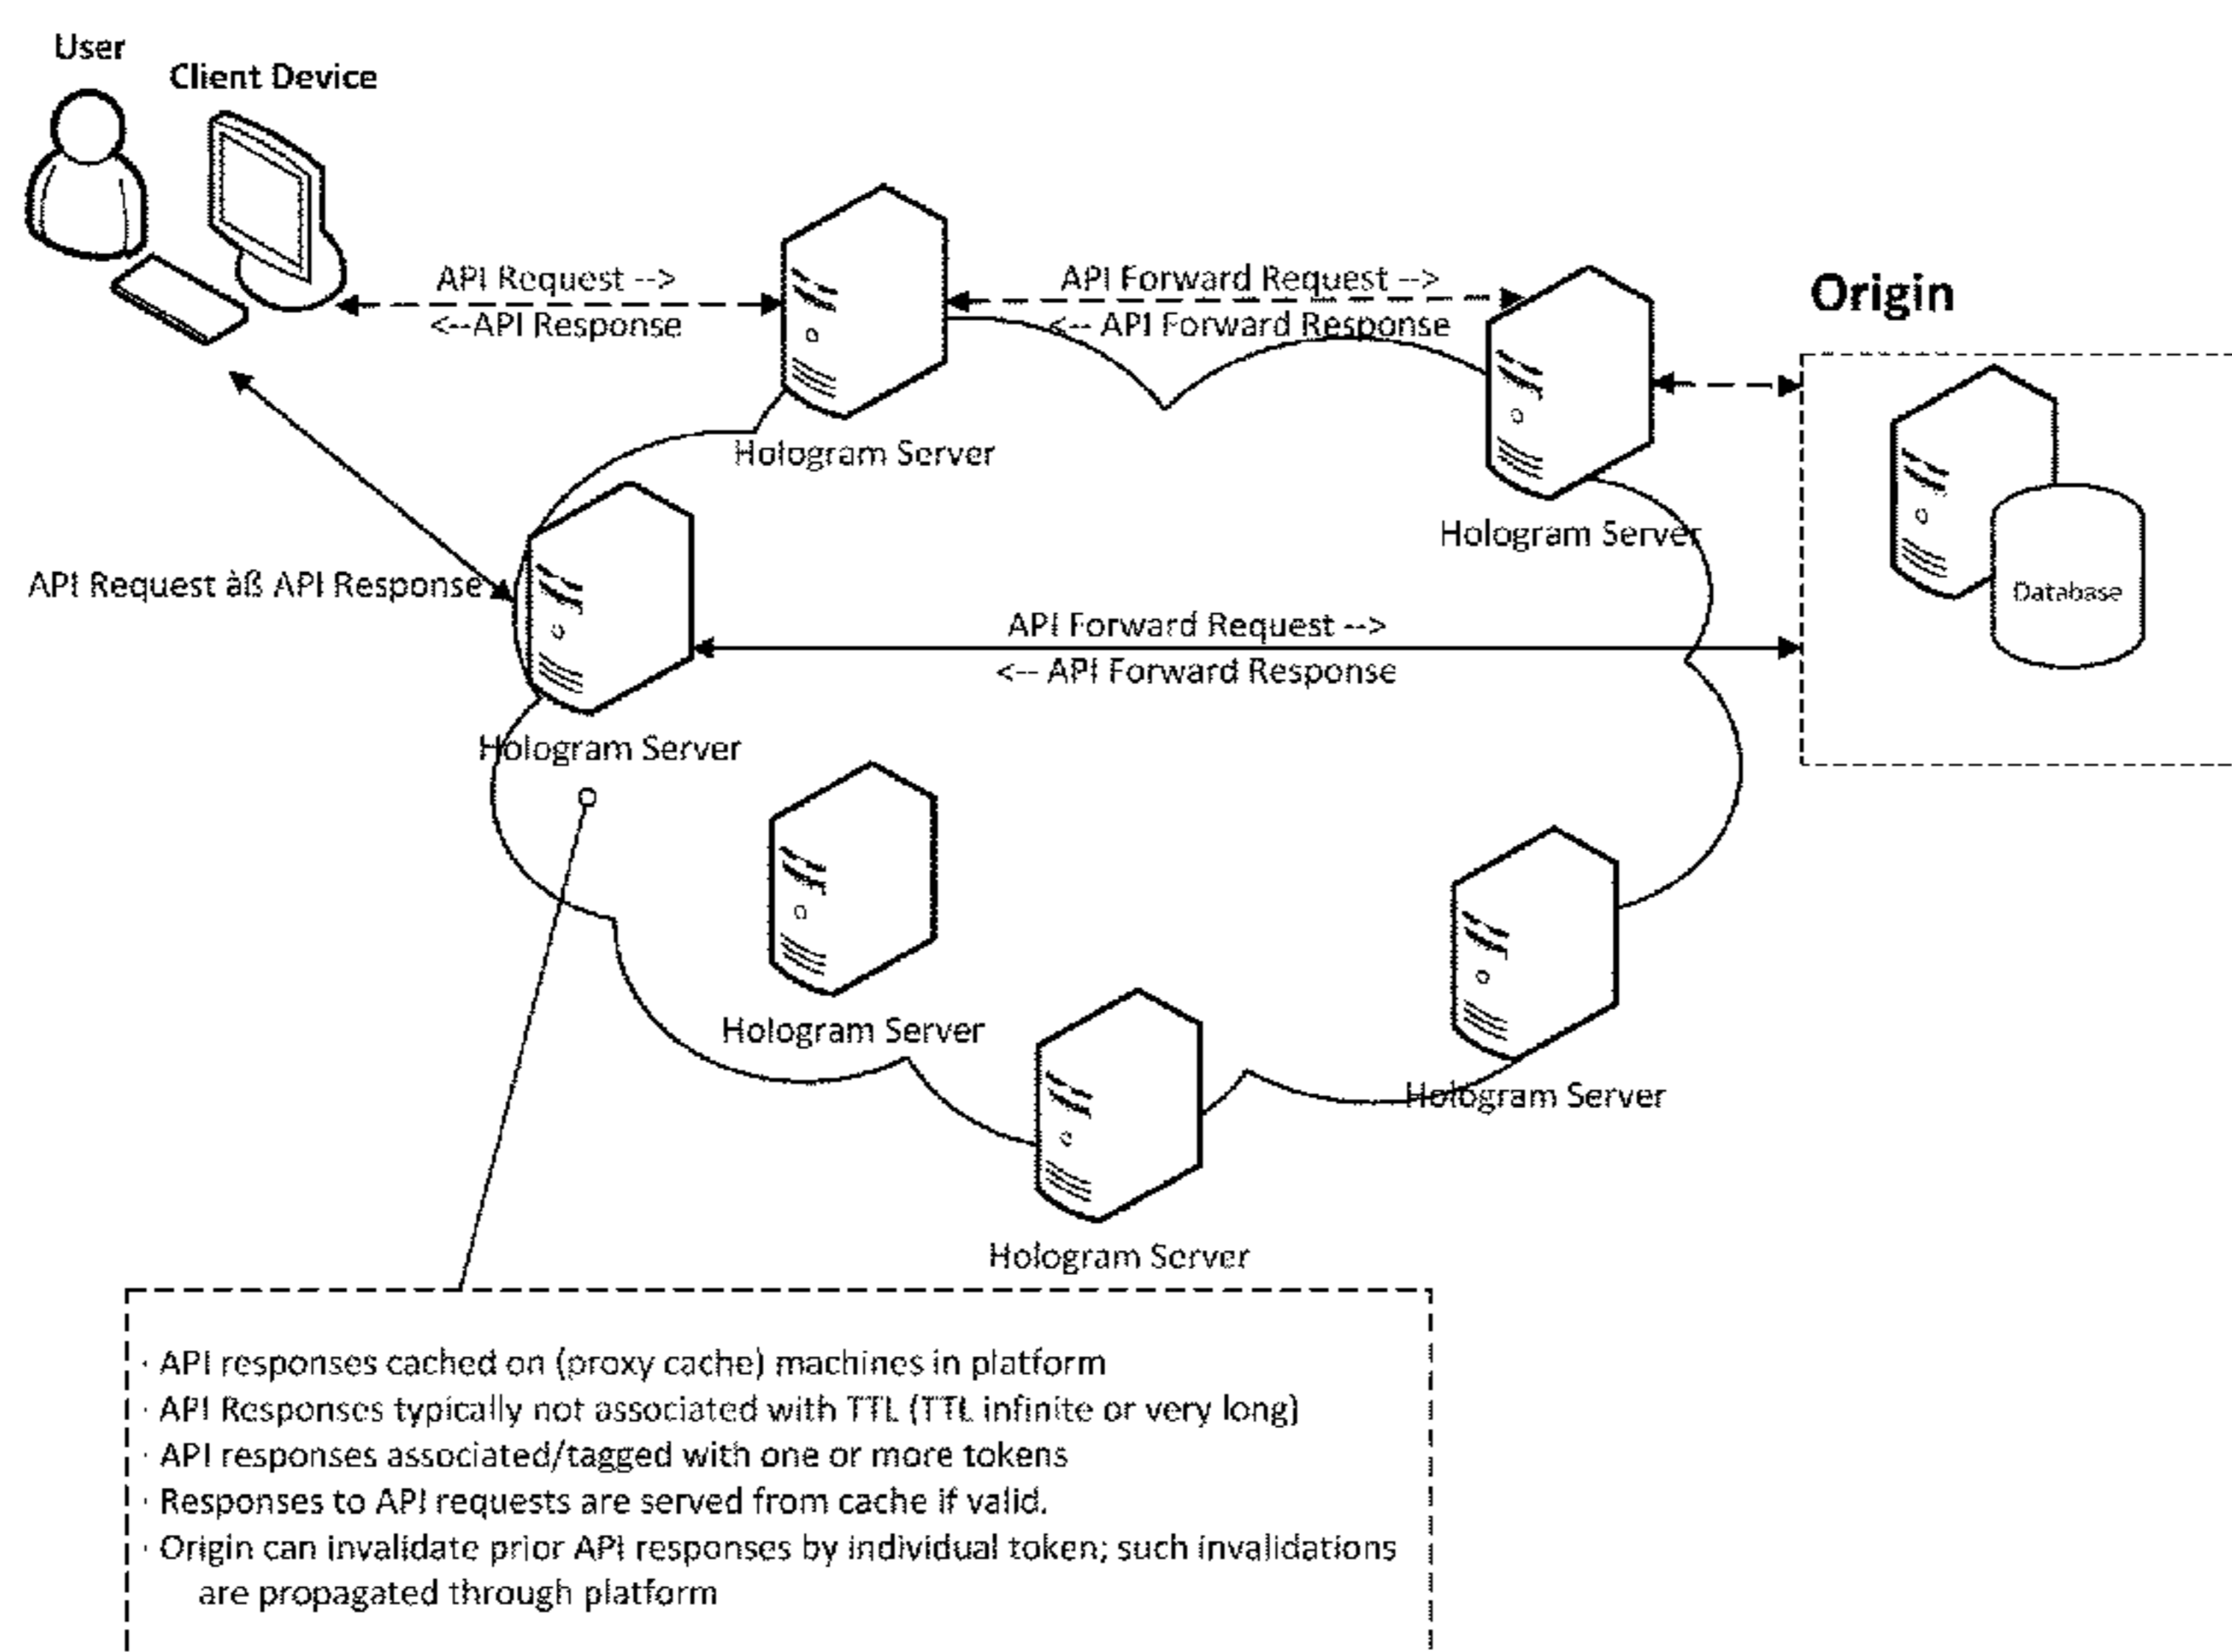 User
Client Device
API Request -->
<--API Response
API Forward Request -->
<-- API Forward Response
Origin
Hologram Server
Hologram Server
Database
API Request àß API Response
API Forward Request -->
<-- API Forward Response
Hologram Server
Hologram Server
Hologram Server
Hologram Server
· API responses cached on (proxy cache) machines in platform
· API Responses typically not associated with TTL (TTL infinite or very long)
· API responses associated/tagged with one or more tokens
· Responses to API requests are served from cache if valid.
· Origin can invalidate prior API responses by individual token; such invalidations
are propagated through platform